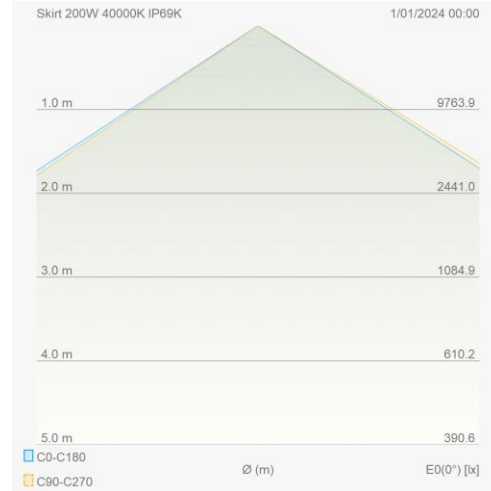 Skirt 200W 40000K IP69K 1/01/2024 00:00
1.0 m 9763.9
2.0 m 2441.0
3.0 m 1084.9
4.0 m 610.2
5.0 m 390.6
C0-C180
Ø (m) E0(0°) [lx]
C90-C270